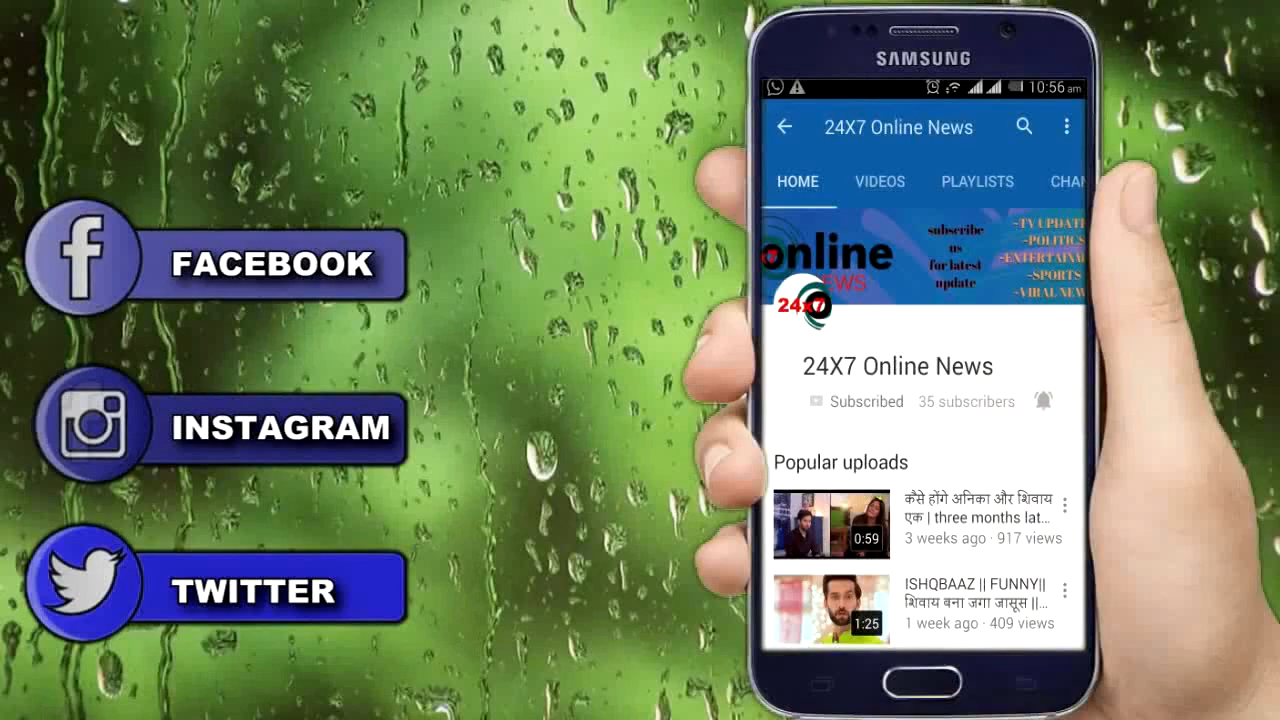 FACEBOOK
INSTAGRAM
TWITTER
SAMSUNG
10:56 am
24X7 Online News
HOME VIDEOS PLAYLISTS CHAN
online
NEWS
24x7
subscribe
us
for latest
update
~TV UPDATE
~POLITICS
~ENTERTAINM
~SPORTS
~VIRAL NEW
24X7 Online News
Subscribed 35 subscribers
Popular uploads
0:59
कैसे होंगे अनिका और शिवाय
एक | three months lat...
3 weeks ago · 917 views
1:25
ISHQBAAZ || FUNNY||
शिवाय बना जगा जासूस ||...
1 week ago · 409 views